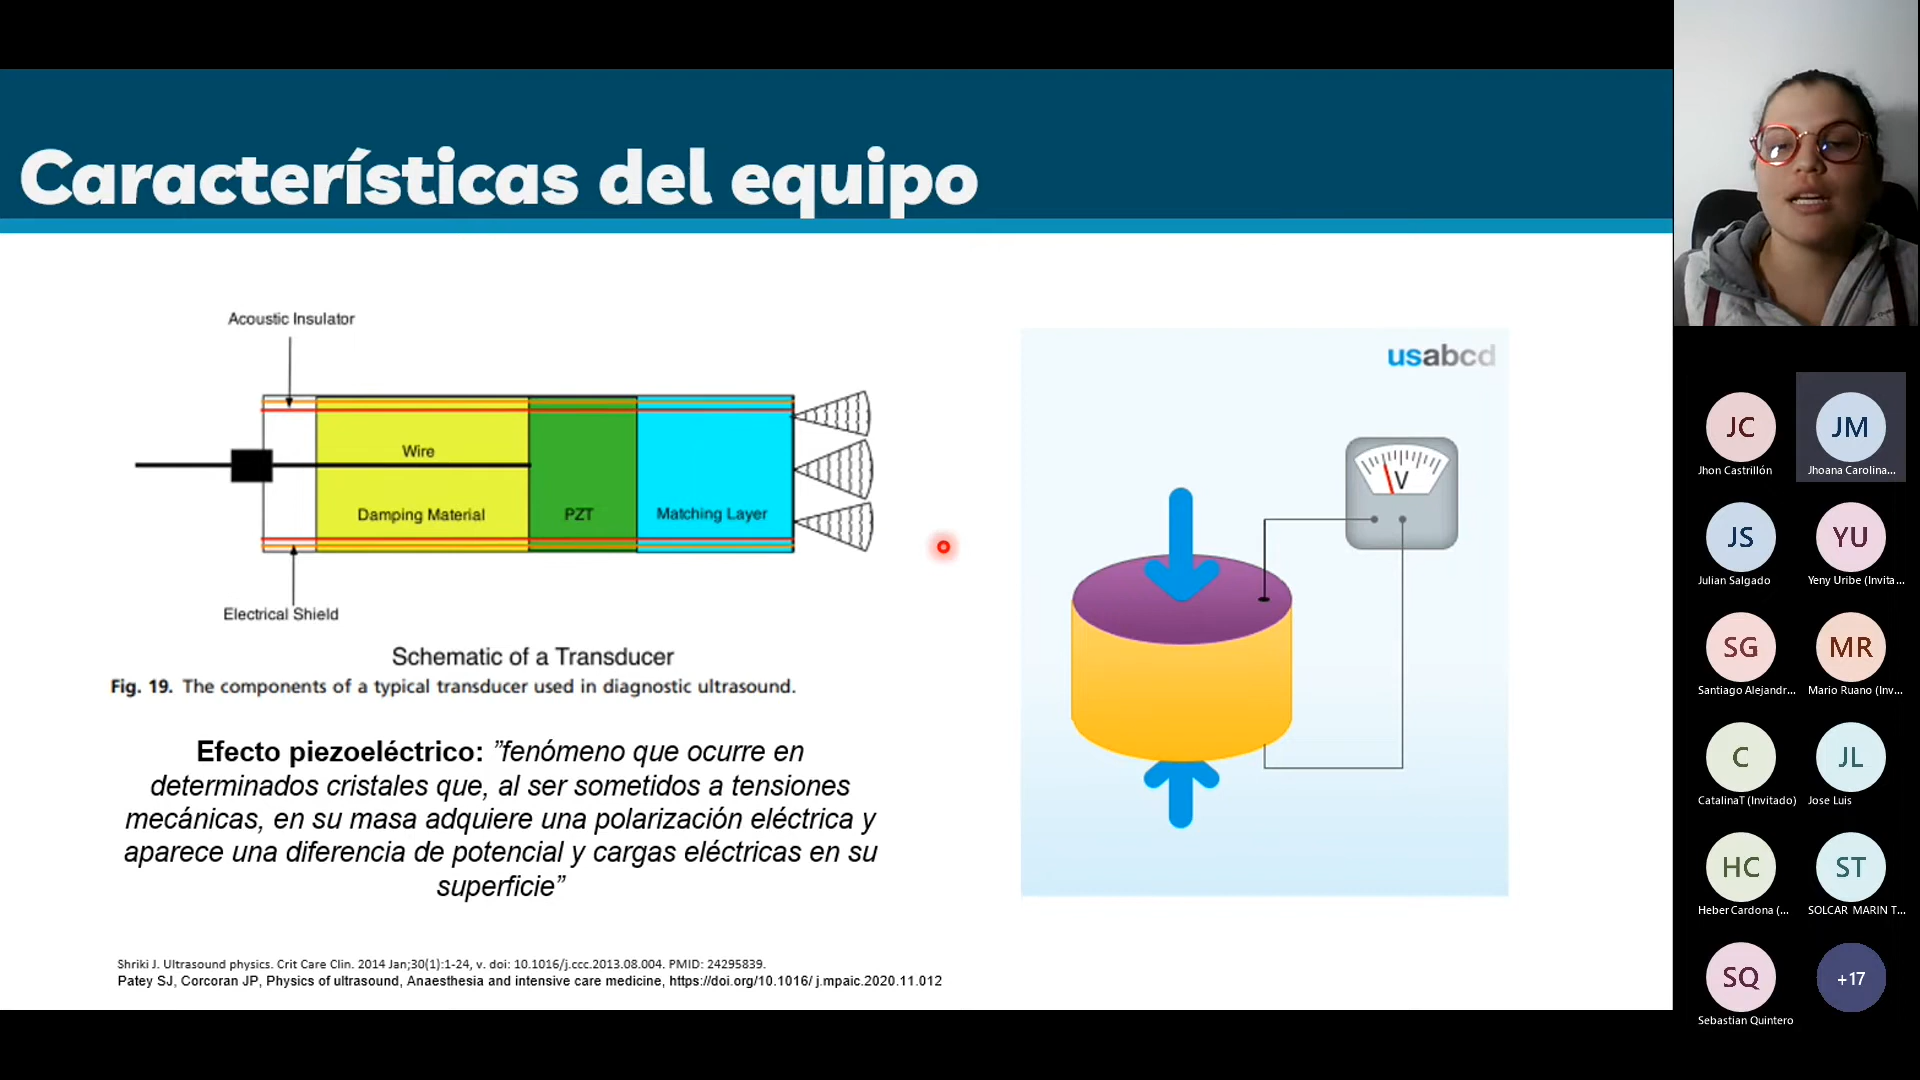 Características del equipo
Acoustic Insulator
Wire
Damping Material
PZT
Matching Layer
Electrical Shield
Schematic of a Transducer
Fig. 19. The components of a typical transducer used in diagnostic ultrasound.
Efecto piezoeléctrico: ”fenómeno que ocurre en
determinados cristales que, al ser sometidos a tensiones
mecánicas, en su masa adquiere una polarización eléctrica y
aparece una diferencia de potencial y cargas eléctricas en su
superficie”
Shriki J. Ultrasound physics. Crit Care Clin. 2014 Jan;30(1):1-24, v. doi: 10.1016/j.ccc.2013.08.004. PMID: 24295839.
Patey SJ, Corcoran JP, Physics of ultrasound, Anaesthesia and intensive care medicine, https://doi.org/10.1016/ j.mpaic.2020.11.012
usabcd
V
JC
Jhon Castrillón
JM
Jhoana Carolina...
JS
Julian Salgado
YU
Yeny Uribe (Invita...
SG
Santiago Alejandr...
MR
Mario Ruano (Inv...
C
CatalinaT (Invitado)
JL
Jose Luis
HC
Heber Cardona (...
ST
SOLCAR MARIN T...
SQ
Sebastian Quintero
+17